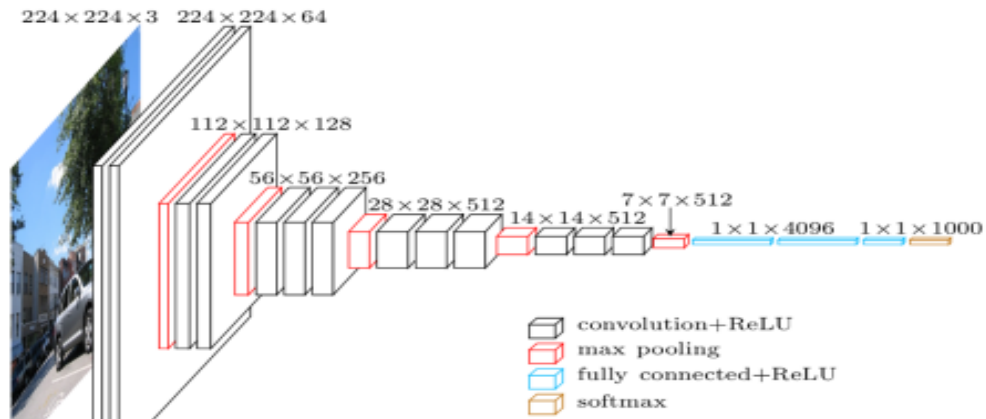 224×224×3
224×224×64
112×112×128
56×56×256
28×28×512
14×14×512
7×7×512
1×1×4096
1×1×1000
convolution+ReLU
max pooling
fully connected+ReLU
softmax